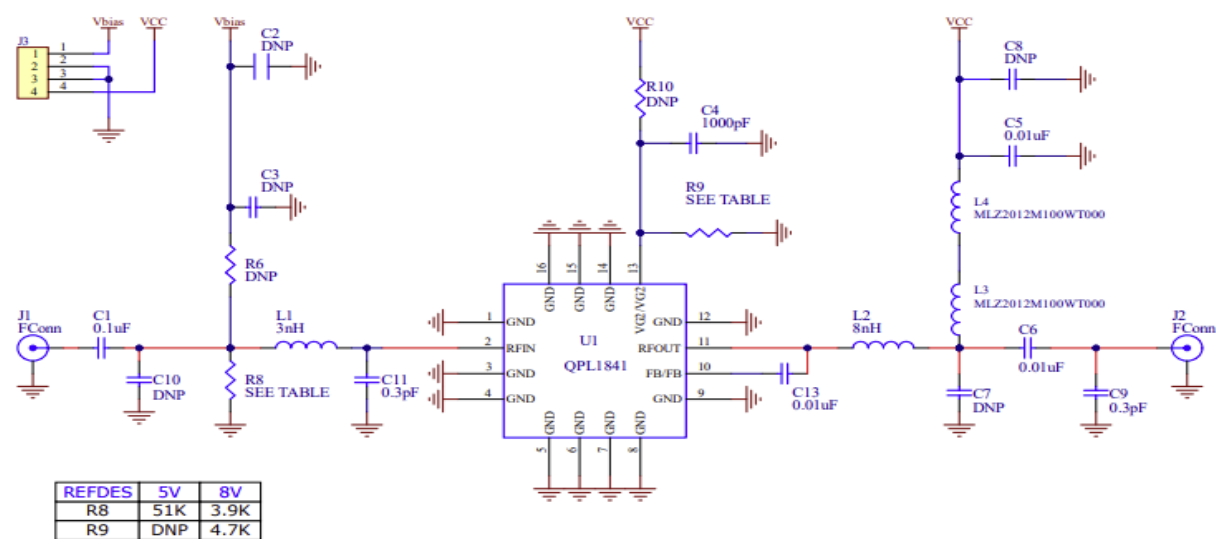 Vbias
VCC
J3
1
2
3
4
1
2
3
4
Vbias
C2
DNP
C3
DNP
R6
DNP
J1
FConn
C1
0.1uF
C10
DNP
R8
SEE TABLE
L1
3nH
C11
0.3pF
VCC
R10
DNP
C4
1000pF
R9
SEE TABLE
16
15
14
13
GND
GND
GND
VG2/VG2
1
GND
2
RFIN
3
GND
4
GND
U1
QPL1841
GND
12
RFOUT
11
FB/FB
10
GND
9
GND
GND
GND
GND
5
6
7
8
C13
0.01uF
L2
8nH
VCC
C8
DNP
C5
0.01uF
L4
MLZ2012M100WT000
L3
MLZ2012M100WT000
C6
0.01uF
J2
FConn
C7
DNP
C9
0.3pF
REFDES 5V 8V
R8 51K 3.9K
R9 DNP 4.7K